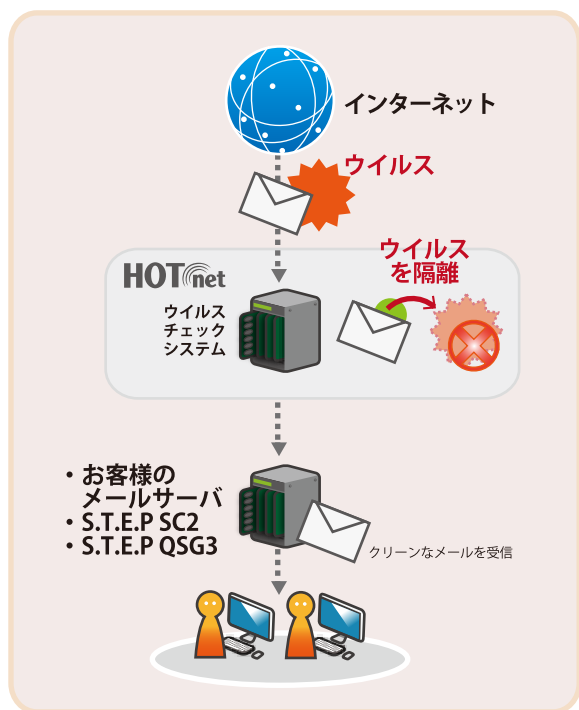 インターネット
ウイルス
ウイルス
を隔離
HOTnet
ウイルス
チェック
システム
・お客様の
メールサーバ
・S.T.E.P SC2
・S.T.E.P QSG3
クリーンなメールを受信